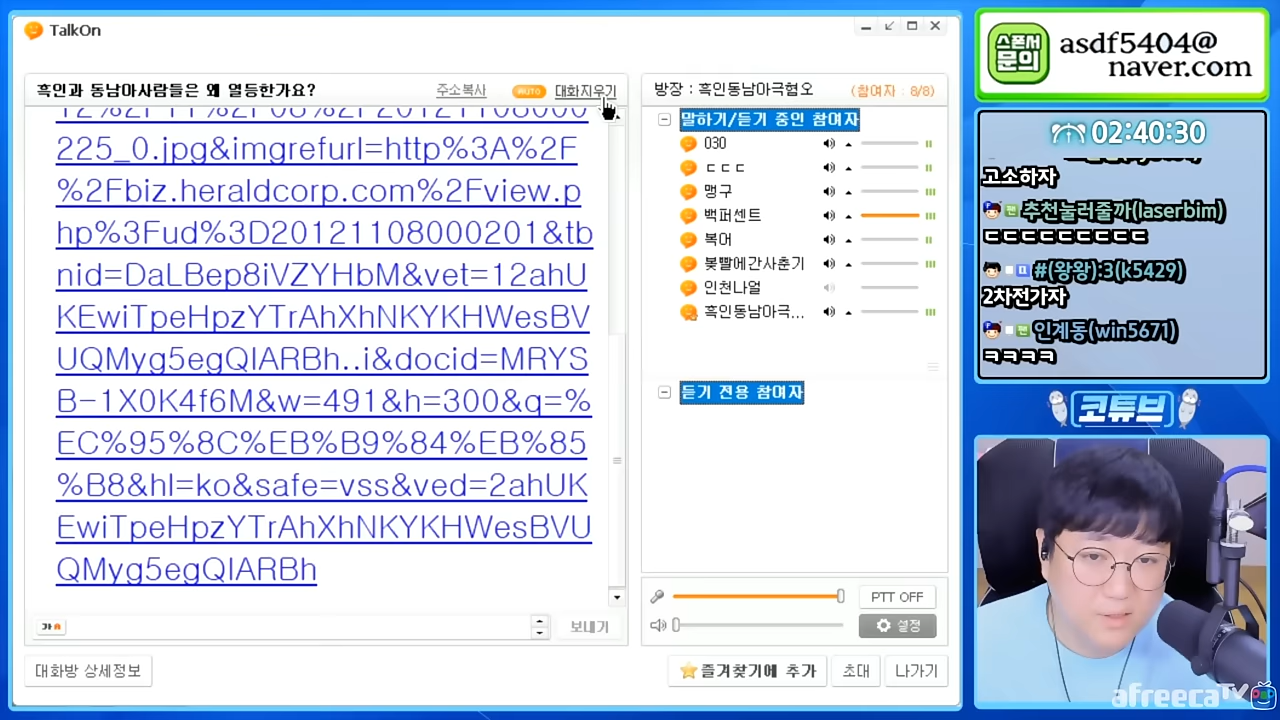 TalkOn
흑인과 동남아사람들은 왜 열등한가요?
주소복사
AUTO
대화지우기
12%2F11%2F08%2F20121108000
225_0.jpg&imgrefurl=http%3A%2F
%2Fbiz.heraldcorp.com%2Fview.p
hp%3Fud%3D20121108000201&tb
nid=DaLBep8iVZYHbM&vet=12ahU
KEwiTpeHpzYTrAhXhNKYKHWesBV
UQMyg5egQIARBh..i&docid=MRYS
B-1X0K4f6M&w=491&h=300&q=%
EC%95%8C%EB%B9%84%EB%85
%B8&hl=ko&safe=vss&ved=2ahUK
EwiTpeHpzYTrAhXhNKYKHWesBVU
QMyg5egQIARBh
가
보내기
대화방 상세정보
방장 : 흑인동남아극혐오
(참여자 : 8/8)
말하기/듣기 중인 참여자
030
ㄷㄷㄷ
맹구
백퍼센트
복어
봊빨에간사춘기
인천나얼
흑인동남아극...
듣기 전용 참여자
PTT OFF
설정
즐겨찾기에 추가
초대
나가기
스폰서
문의
asdf5404@
naver.com
02:40:30
고소하자
팬
추천눌러줄까(laserbim)
ㄷㄷㄷㄷㄷㄷㄷㄷㄷ
#(왕왕):3(k5429)
2차전가자
팬
인계동(win5671)
ㅋㅋㅋㅋ
코튜브
afreecaTV